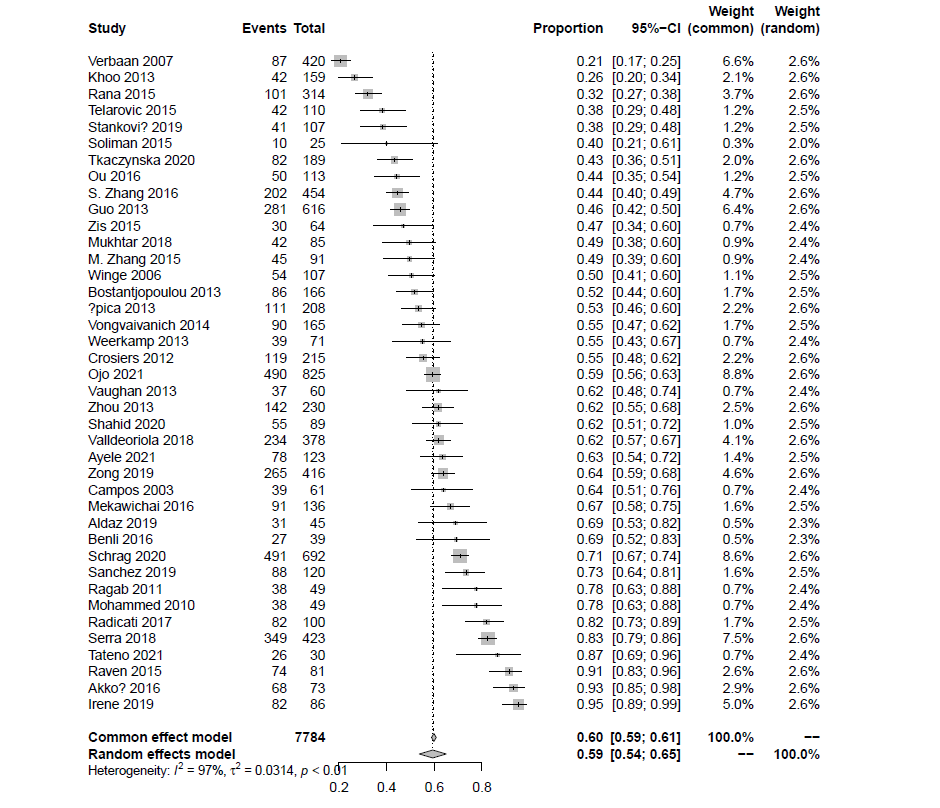 Weight Weight
Study Events Total Proportion 95%−CI (common) (random)
Verbaan 2007 87 420 0.21 [0.17; 0.25] 6.6% 2.6%
Khoo 2013 42 159 0.26 [0.20; 0.34] 2.1% 2.6%
Rana 2015 101 314 0.32 [0.27; 0.38] 3.7% 2.6%
Telarovic 2015 42 110 0.38 [0.29; 0.48] 1.2% 2.5%
Stankovi? 2019 41 107 0.38 [0.29; 0.48] 1.2% 2.5%
Soliman 2015 10 25 0.40 [0.21; 0.61] 0.3% 2.0%
Tkaczynska 2020 82 189 0.43 [0.36; 0.51] 2.0% 2.6%
Ou 2016 50 113 0.44 [0.35; 0.54] 1.2% 2.5%
S. Zhang 2016 202 454 0.44 [0.40; 0.49] 4.7% 2.6%
Guo 2013 281 616 0.46 [0.42; 0.50] 6.4% 2.6%
Zis 2015 30 64 0.47 [0.34; 0.60] 0.7% 2.4%
Mukhtar 2018 42 85 0.49 [0.38; 0.60] 0.9% 2.4%
M. Zhang 2015 45 91 0.49 [0.39; 0.60] 0.9% 2.5%
Winge 2006 54 107 0.50 [0.41; 0.60] 1.1% 2.5%
Bostantjopoulou 2013 86 166 0.52 [0.44; 0.60] 1.7% 2.5%
?pica 2013 111 208 0.53 [0.46; 0.60] 2.2% 2.6%
Vongvaivanich 2014 90 165 0.55 [0.47; 0.62] 1.7% 2.5%
Weerkamp 2013 39 71 0.55 [0.43; 0.67] 0.7% 2.4%
Crosiers 2012 119 215 0.55 [0.48; 0.62] 2.2% 2.6%
Ojo 2021 490 825 0.59 [0.56; 0.63] 8.8% 2.6%
Vaughan 2013 37 60 0.62 [0.48; 0.74] 0.7% 2.4%
Zhou 2013 142 230 0.62 [0.55; 0.68] 2.5% 2.6%
Shahid 2020 55 89 0.62 [0.51; 0.72] 1.0% 2.5%
Valldeoriola 2018 234 378 0.62 [0.57; 0.67] 4.1% 2.6%
Ayele 2021 78 123 0.63 [0.54; 0.72] 1.4% 2.5%
Zong 2019 265 416 0.64 [0.59; 0.68] 4.6% 2.6%
Campos 2003 39 61 0.64 [0.51; 0.76] 0.7% 2.4%
Mekawichai 2016 91 136 0.67 [0.58; 0.75] 1.6% 2.5%
Aldaz 2019 31 45 0.69 [0.53; 0.82] 0.5% 2.3%
Benli 2016 27 39 0.69 [0.52; 0.83] 0.5% 2.3%
Schrag 2020 491 692 0.71 [0.67; 0.74] 8.6% 2.6%
Sanchez 2019 88 120 0.73 [0.64; 0.81] 1.6% 2.5%
Ragab 2011 38 49 0.78 [0.63; 0.88] 0.7% 2.4%
Mohammed 2010 38 49 0.78 [0.63; 0.88] 0.7% 2.4%
Radicati 2017 82 100 0.82 [0.73; 0.89] 1.7% 2.5%
Serra 2018 349 423 0.83 [0.79; 0.86] 7.5% 2.6%
Tateno 2021 26 30 0.87 [0.69; 0.96] 0.7% 2.4%
Raven 2015 74 81 0.91 [0.83; 0.96] 2.6% 2.6%
Akko? 2016 68 73 0.93 [0.85; 0.98] 2.9% 2.6%
Irene 2019 82 86 0.95 [0.89; 0.99] 5.0% 2.6%
Common effect model 7784 0.60 [0.59; 0.61] 100.0% −−
Random effects model 0.59 [0.54; 0.65] −− 100.0%
Heterogeneity: I² = 97%, τ² = 0.0314, p < 0.01
0.2 0.4 0.6 0.8